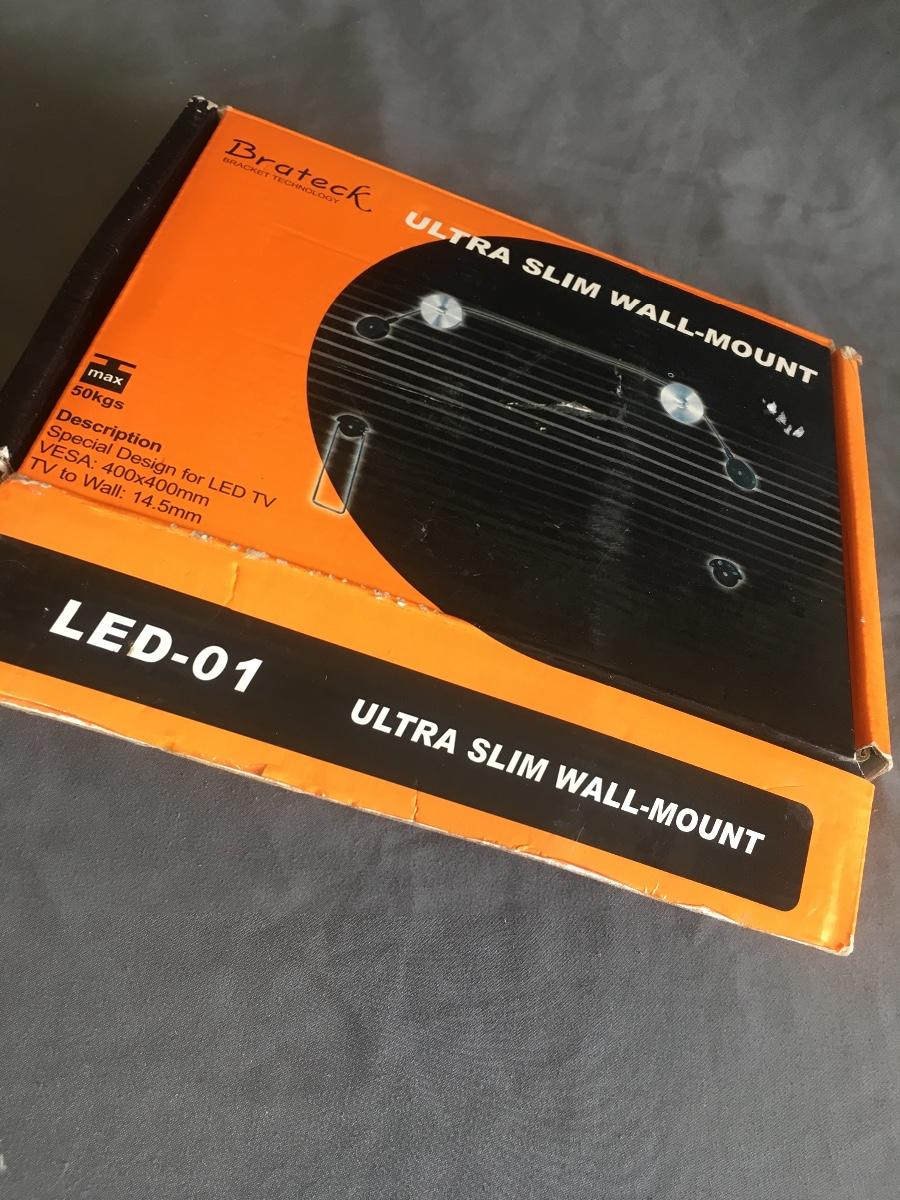 Brateck
BRACKET TECHNOLOGY
ULTRA SLIM WALL-MOUNT
max
50kgs
Description
Special Design for LED TV
VESA: 400x400mm
TV to Wall: 14.5mm
LED-01
ULTRA SLIM WALL-MOUNT